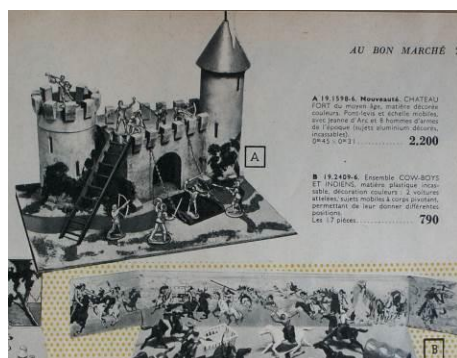 AU BON MARCHÉ
A 19.1598-6. Nouveauté. CHATEAU
FORT du moyen âge, matière décorée
couleurs. Pont-levis et échelle mobiles,
avec Jeanne d'Arc et 8 hommes d'armes
de l'époque (sujets aluminium décorés,
incassables).
0m45 x 0m31........... 2.200
A
B 19.2409-6. Ensemble COW-BOYS
ET INDIENS, matière plastique incas-
sable, décoration couleurs : 2 voitures
attelées, sujets mobiles à corps pivotant,
permettant de leur donner différentes
positions.
Les 17 pièces........... 790
B